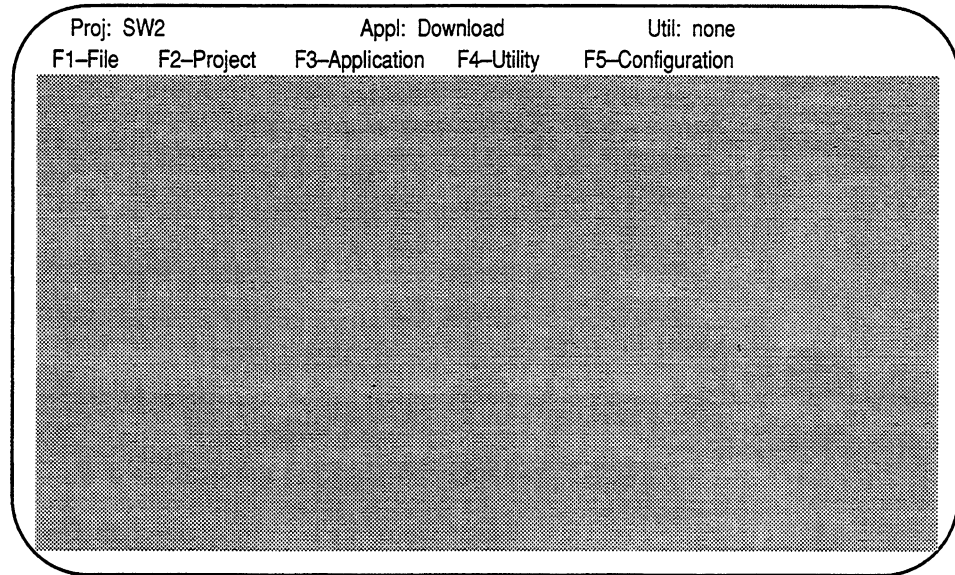 Proj: SW2 Appl: Download Util: none
F1–File F2–Project F3–Application F4–Utility F5–Configuration